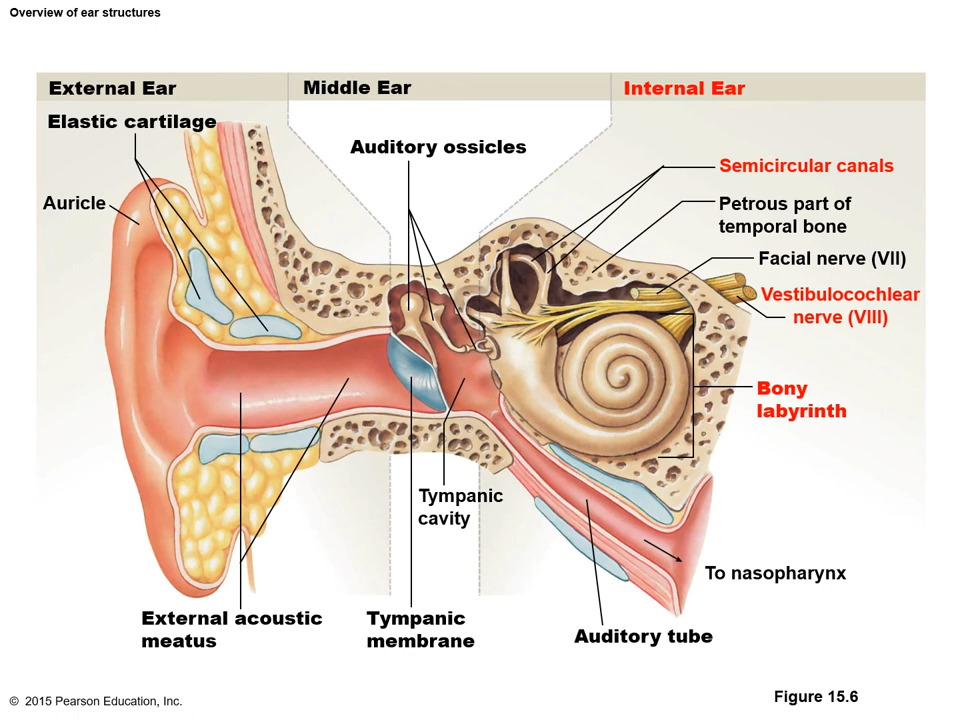 Overview of ear structures
External Ear
Middle Ear
Internal Ear
Elastic cartilage
Auditory ossicles
Semicircular canals
Auricle
Petrous part of
temporal bone
Facial nerve (VII)
Vestibulocochlear
nerve (VIII)
Bony
labyrinth
Tympanic
cavity
To nasopharynx
External acoustic
meatus
Tympanic
membrane
Auditory tube
© 2015 Pearson Education, Inc.
Figure 15.6